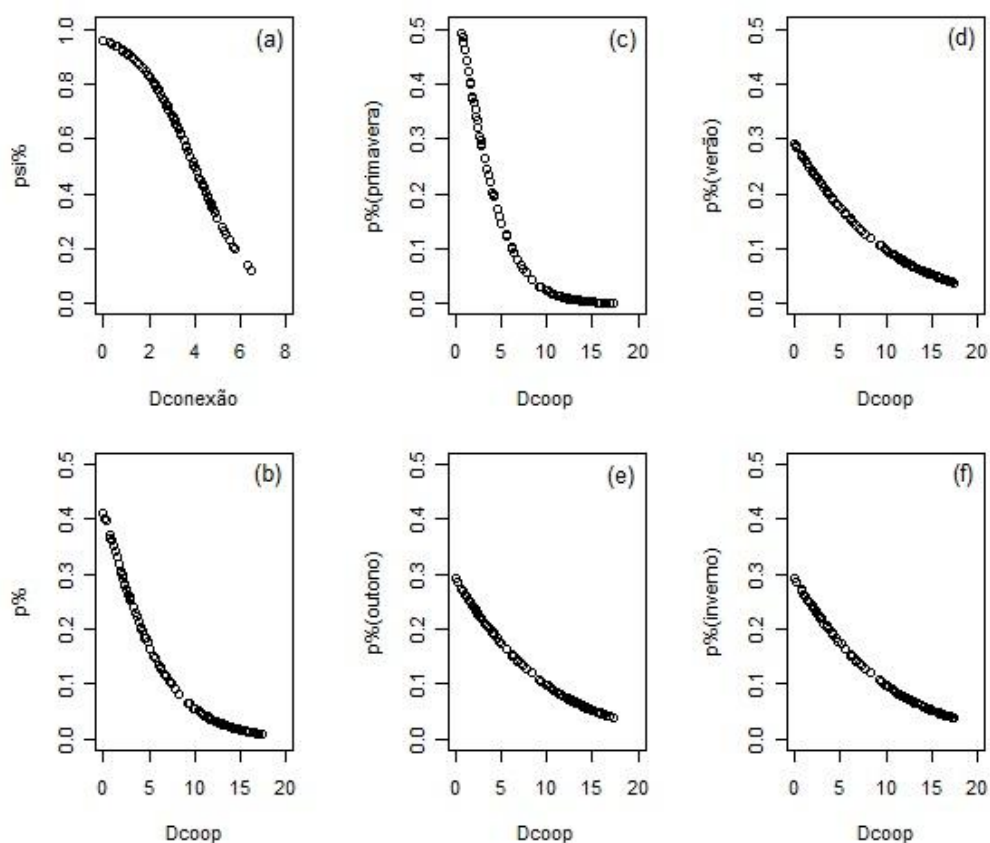 (a)
psi%
0.0 0.2 0.4 0.6 0.8 1.0
0 2 4 6 8
Dconexão
(c)
p%(primavera)
0.0 0.1 0.2 0.3 0.4 0.5
0 5 10 15 20
Dcoop
(d)
p%(verão)
0.0 0.1 0.2 0.3 0.4 0.5
0 5 10 15 20
Dcoop
(b)
p%
0.0 0.1 0.2 0.3 0.4 0.5
0 5 10 15 20
Dcoop
(e)
p%(outono)
0.0 0.1 0.2 0.3 0.4 0.5
0 5 10 15 20
Dcoop
(f)
p%(inverno)
0.0 0.1 0.2 0.3 0.4 0.5
0 5 10 15 20
Dcoop